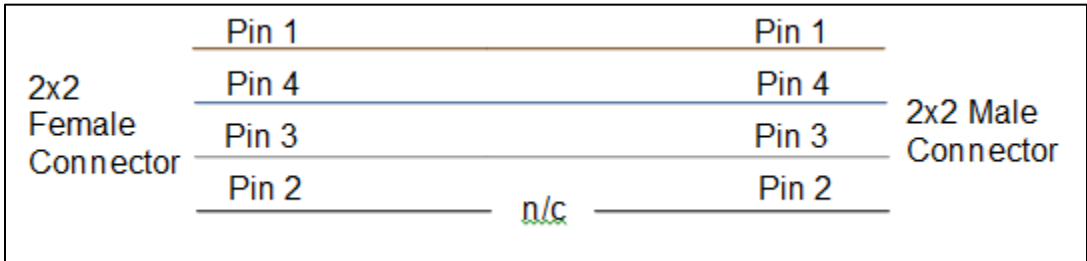 Pin 1 Pin 1
2x2
Female
Connector
Pin 4 Pin 4
2x2 Male
Connector
Pin 3 Pin 3
Pin 2 Pin 2
n/c